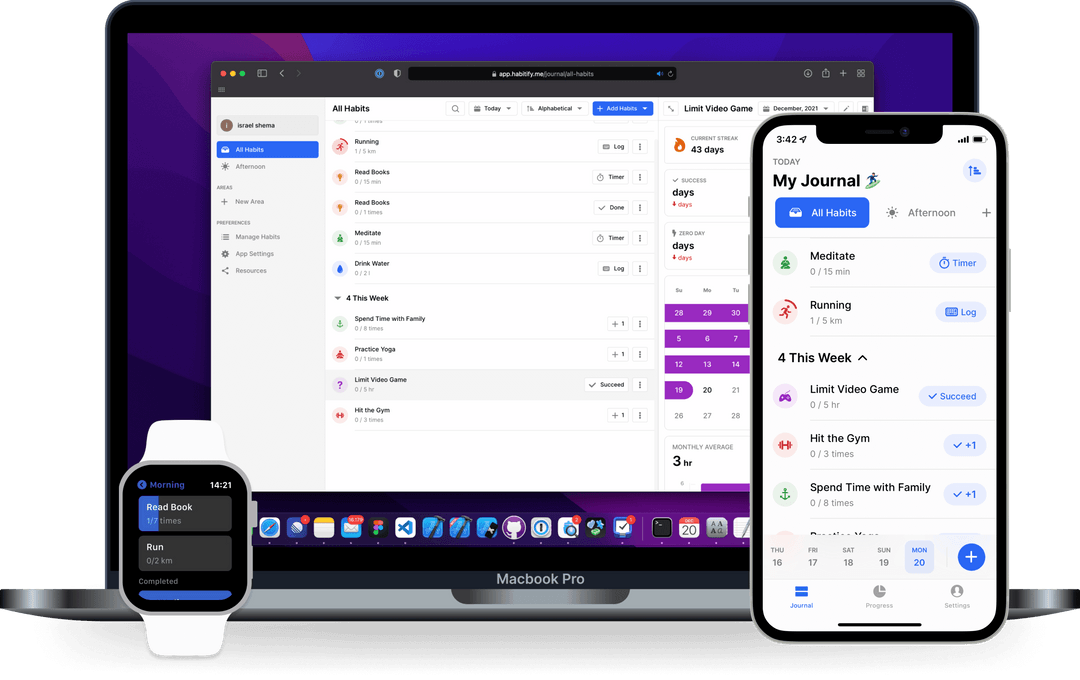 app.habitify.me/journal/all-habits
israel shema
All Habits
Afternoon
AREAS
New Area
PREFERENCES
Manage Habits
App Settings
Resources
All Habits
Today
Alphabetical
Add Habits
0 / 1 times
Running
1 / 5 km
Log
Read Books
0 / 15 min
Timer
Read Books
0 / 1 times
Done
Meditate
0 / 15 min
Timer
Drink Water
0 / 2 l
Log
4 This Week
Spend Time with Family
0 / 8 times
+ 1
Practice Yoga
0 / 1 times
+ 1
?
Limit Video Game
0 / 5 hr
Succeed
Hit the Gym
0 / 3 times
+ 1
Limit Video Game
December, 2021
CURRENT STREAK
43 days
SUCCESS
days
days
ZERO DAY
days
days
Su Mo Tu
28 29 30
5 6 7
12 13 14
19 20 21
26 27 28
MONTHLY AVERAGE
3 hr
6
DEC
20
Macbook Pro
Morning 14:21
Read Book
1/7 times
Run
0/2 km
Completed
3:42
TODAY
My Journal
All Habits
Afternoon
Meditate
0 / 15 min
Timer
Running
1 / 5 km
Log
4 This Week
Limit Video Game
0 / 5 hr
Succeed
Hit the Gym
0 / 3 times
+1
Spend Time with Family
0 / 8 times
+1
Practice Yoga
THU FRI SAT SUN MON
16 17 18 19 20
Journal Progress Settings